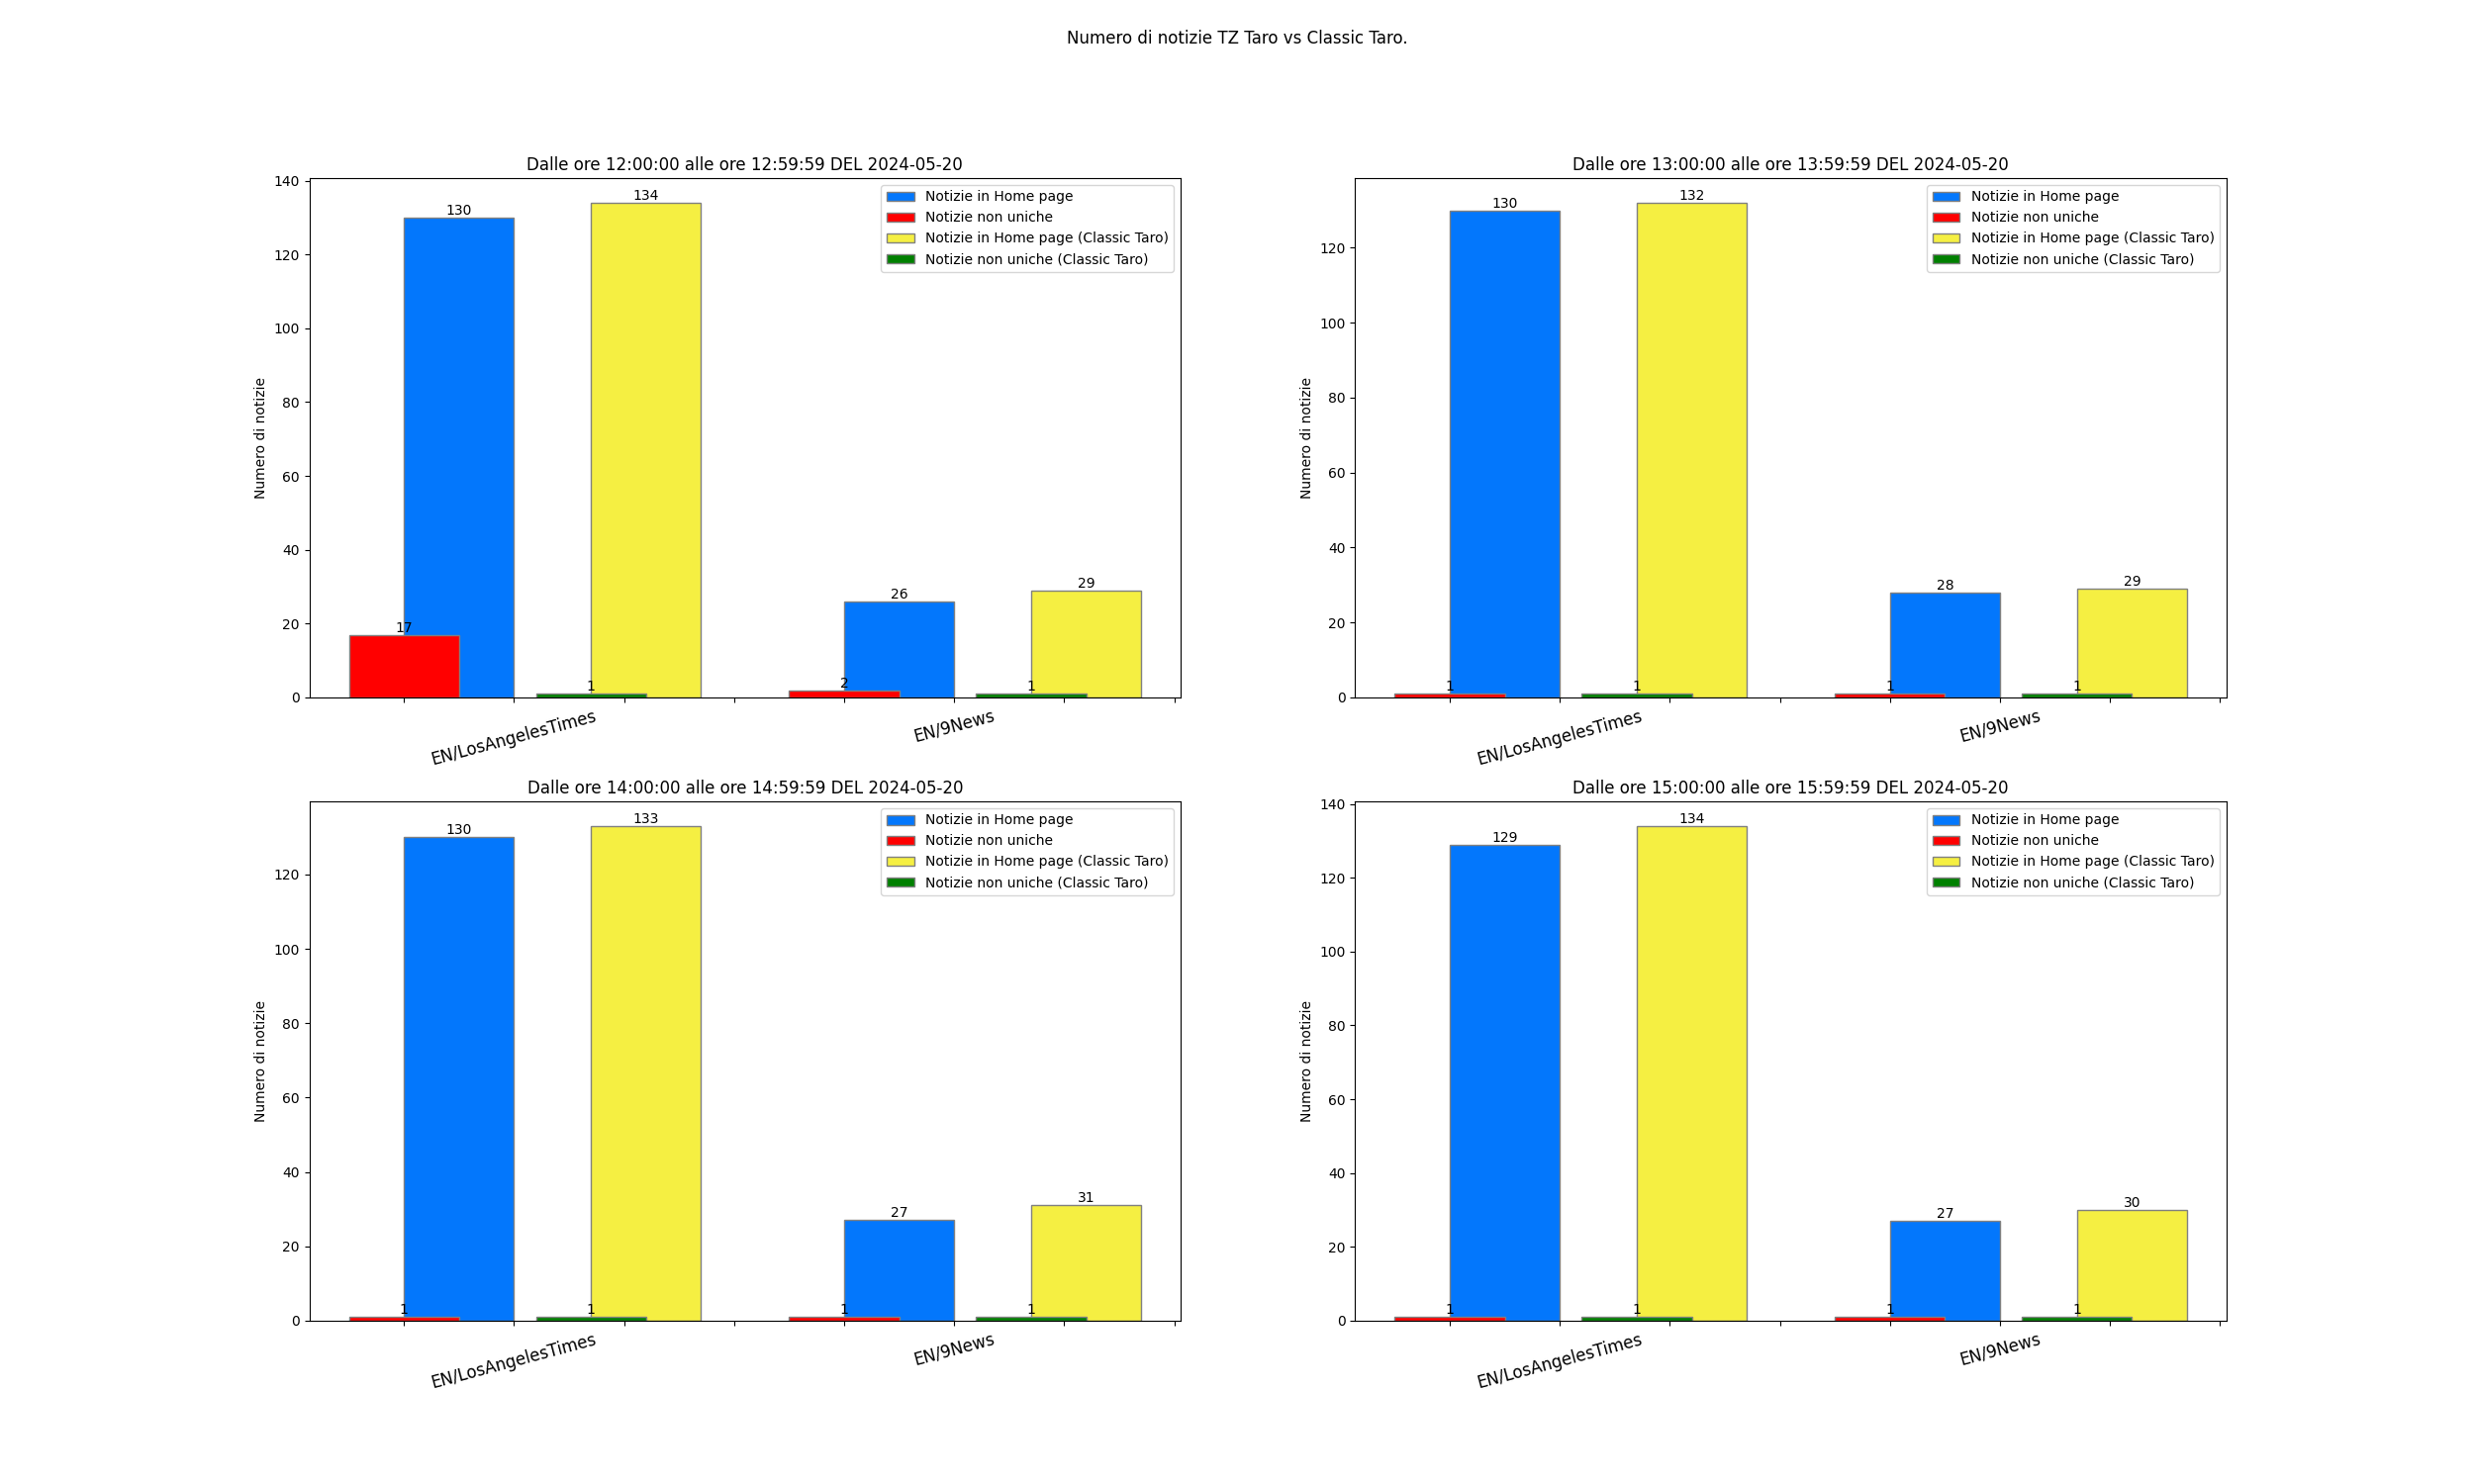 Numero di notizie TZ Taro vs Classic Taro.
Dalle ore 12:00:00 alle ore 12:59:59 DEL 2024-05-20
Numero di notizie
140
120
100
80
60
40
20
0
130
134
17
1
26
29
2
1
Notizie in Home page
Notizie non uniche
Notizie in Home page (Classic Taro)
Notizie non uniche (Classic Taro)
EN/LosAngelesTimes
EN/9News
Dalle ore 13:00:00 alle ore 13:59:59 DEL 2024-05-20
Numero di notizie
120
100
80
60
40
20
0
130
132
1
1
28
29
1
1
Notizie in Home page
Notizie non uniche
Notizie in Home page (Classic Taro)
Notizie non uniche (Classic Taro)
EN/LosAngelesTimes
EN/9News
Dalle ore 14:00:00 alle ore 14:59:59 DEL 2024-05-20
Numero di notizie
120
100
80
60
40
20
0
130
133
1
1
27
31
1
1
Notizie in Home page
Notizie non uniche
Notizie in Home page (Classic Taro)
Notizie non uniche (Classic Taro)
EN/LosAngelesTimes
EN/9News
Dalle ore 15:00:00 alle ore 15:59:59 DEL 2024-05-20
Numero di notizie
140
120
100
80
60
40
20
0
129
134
1
1
27
30
1
1
Notizie in Home page
Notizie non uniche
Notizie in Home page (Classic Taro)
Notizie non uniche (Classic Taro)
EN/LosAngelesTimes
EN/9News